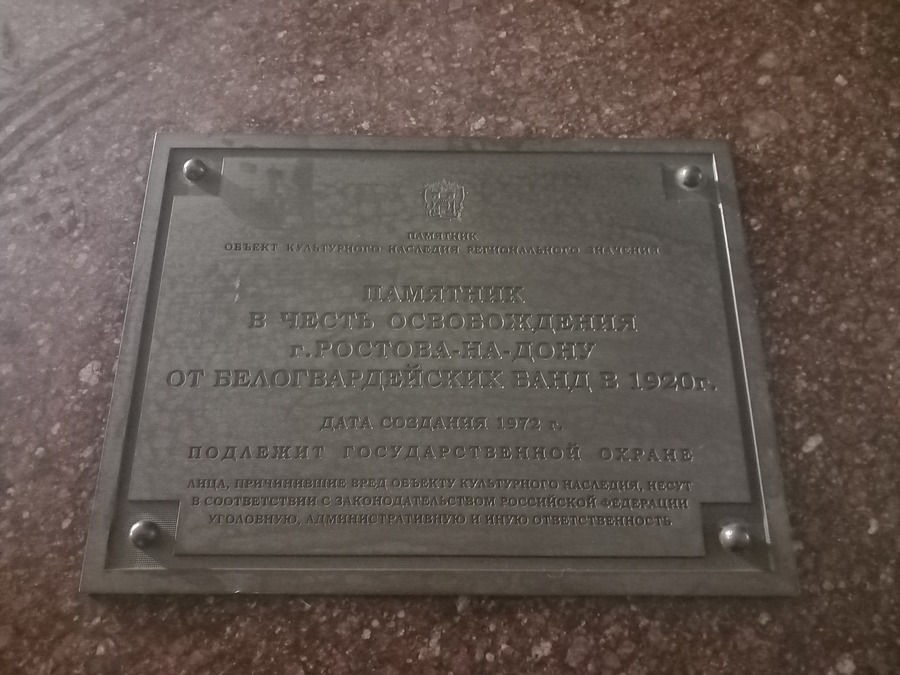 ПАМЯТНИК
ОБЪЕКТ КУЛЬТУРНОГО НАСЛЕДИЯ РЕГИОНАЛЬНОГО ЗНАЧЕНИЯ
ПАМЯТНИК
В ЧЕСТЬ ОСВОБОЖДЕНИЯ
г.РОСТОВА-НА-ДОНУ
ОТ БЕЛОГВАРДЕЙСКИХ БАНД В 1920г.
ДАТА СОЗДАНИЯ 1972 г.
ПОДЛЕЖИТ ГОСУДАРСТВЕННОЙ ОХРАНЕ
ЛИЦА, ПРИЧИНИВШИЕ ВРЕД ОБЪЕКТУ КУЛЬТУРНОГО НАСЛЕДИЯ, НЕСУТ
В СООТВЕТСТВИИ С ЗАКОНОДАТЕЛЬСТВОМ РОССИЙСКОЙ ФЕДЕРАЦИИ
УГОЛОВНУЮ, АДМИНИСТРАТИВНУЮ И ИНУЮ ОТВЕТСТВЕННОСТЬ